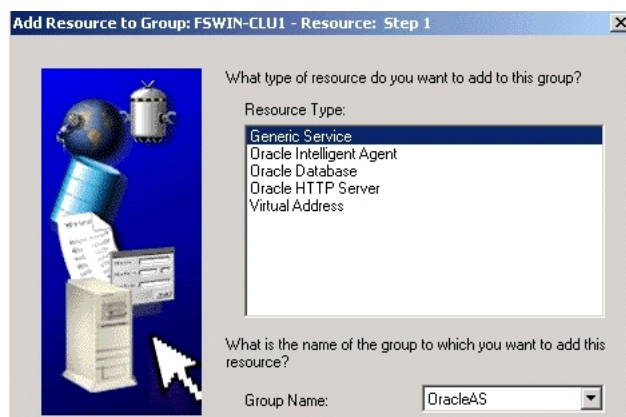 Add Resource to Group: FSWIN-CLU1 - Resource: Step 1
What type of resource do you want to add to this group?
Resource Type:
Generic Service
Oracle Intelligent Agent
Oracle Database
Oracle HTTP Server
Virtual Address
What is the name of the group to which you want to add this
resource?
Group Name:
OracleAS